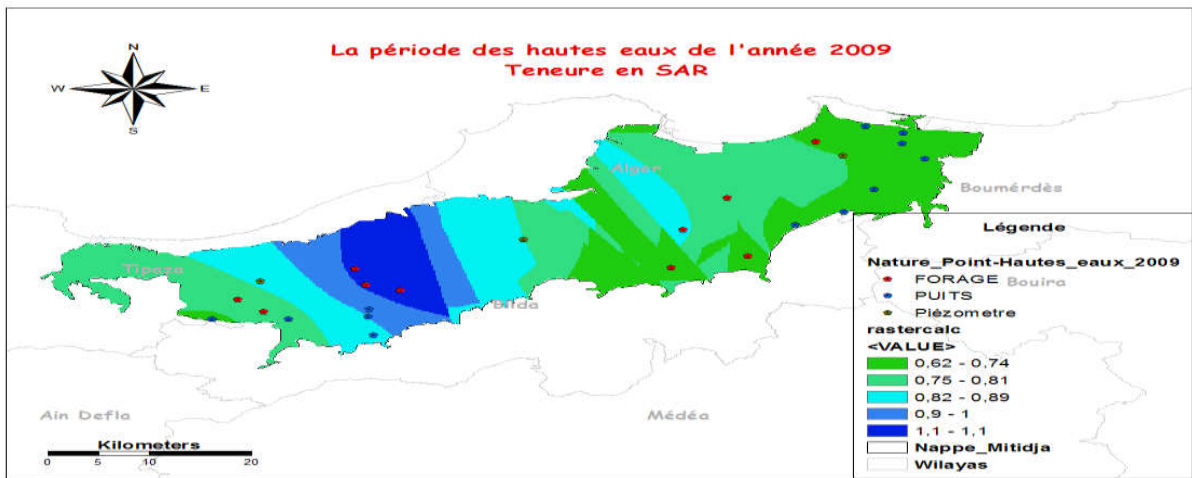 La période des hautes eaux de l'année 2009
Teneure en SAR
N
W E
S
Alger
Boumérdès
Tipaza
Blida
Ain Defla
Médéa
Bouira
Kilometers
0 5 10 20
Légende
Nature_Point-Hautes_eaux_2009
FORAGE
PUITS
Piézometre
rastercalc
<VALUE>
0,62 - 0,74
0,75 - 0,81
0,82 - 0,89
0,9 - 1
1,1 - 1,1
Nappe_Mitidja
Wilayas